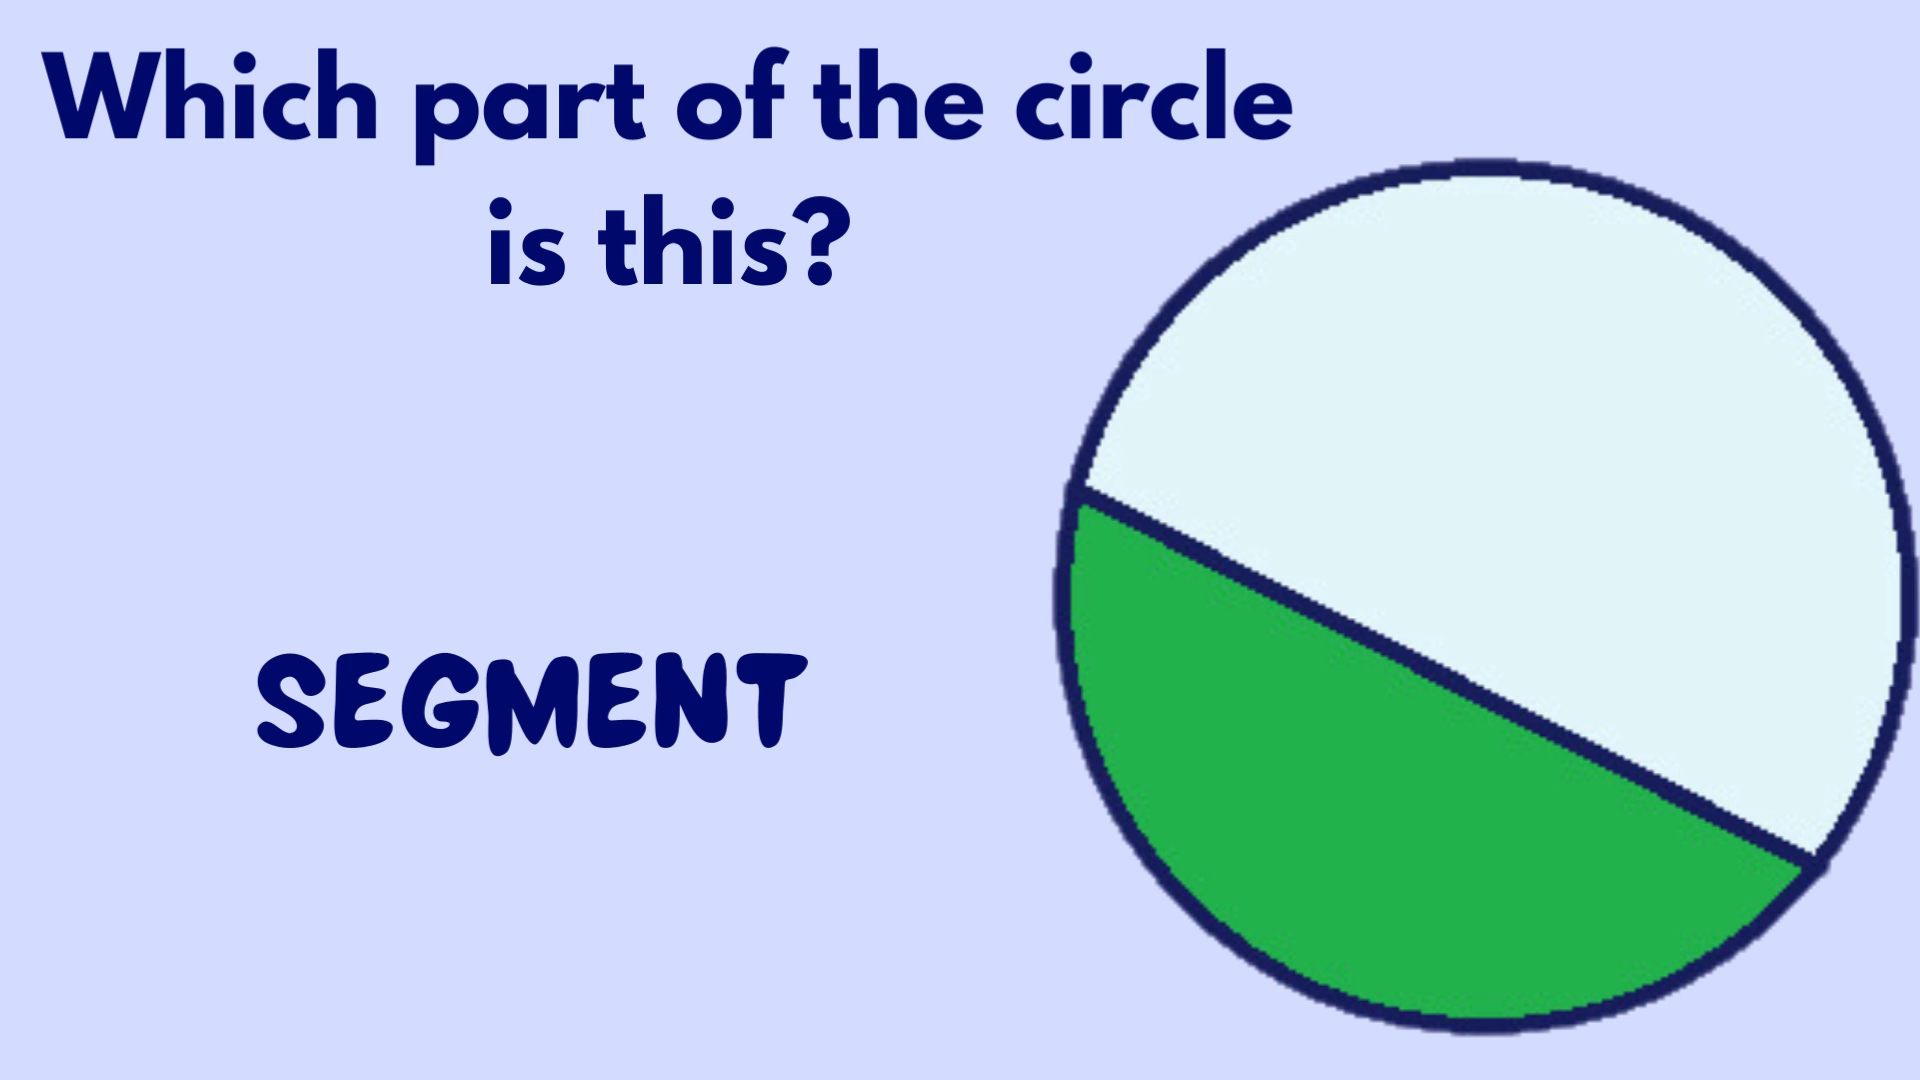 Which part of the circle
is this?
SEGMENT